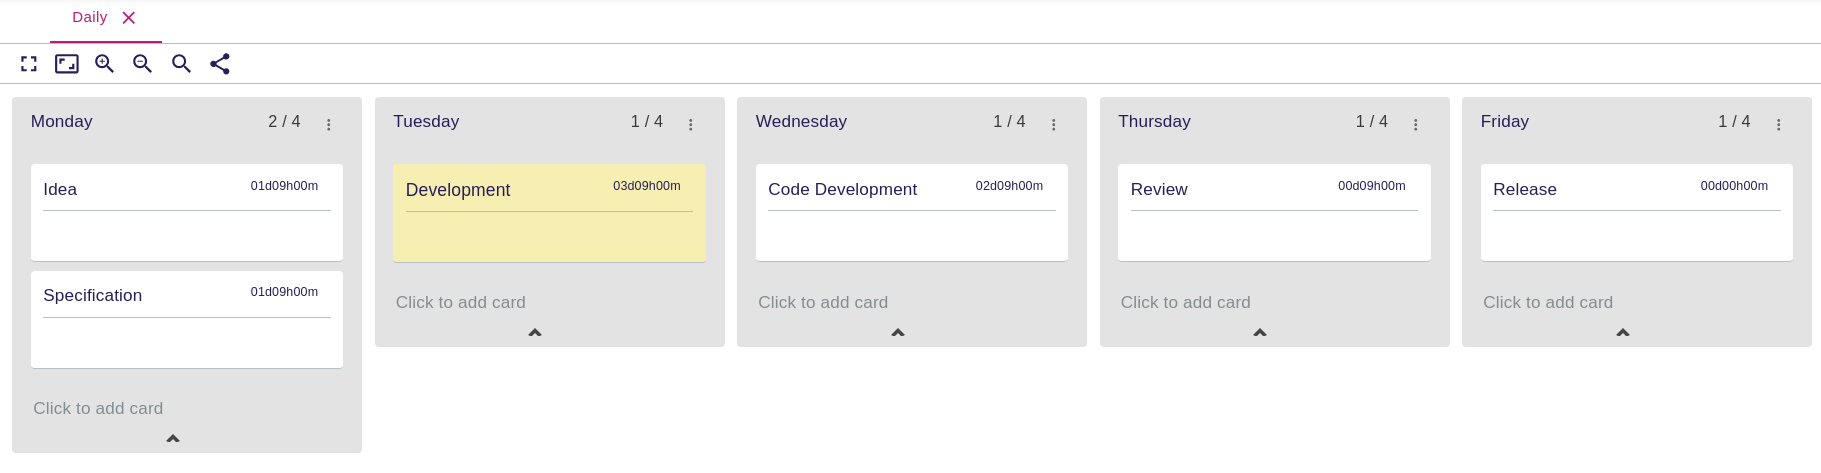 Daily
Monday 2 / 4
Idea 01d09h00m
Specification 01d09h00m
Click to add card
Tuesday 1 / 4
Development 03d09h00m
Click to add card
Wednesday 1 / 4
Code Development 02d09h00m
Click to add card
Thursday 1 / 4
Review 00d09h00m
Click to add card
Friday 1 / 4
Release 00d00h00m
Click to add card